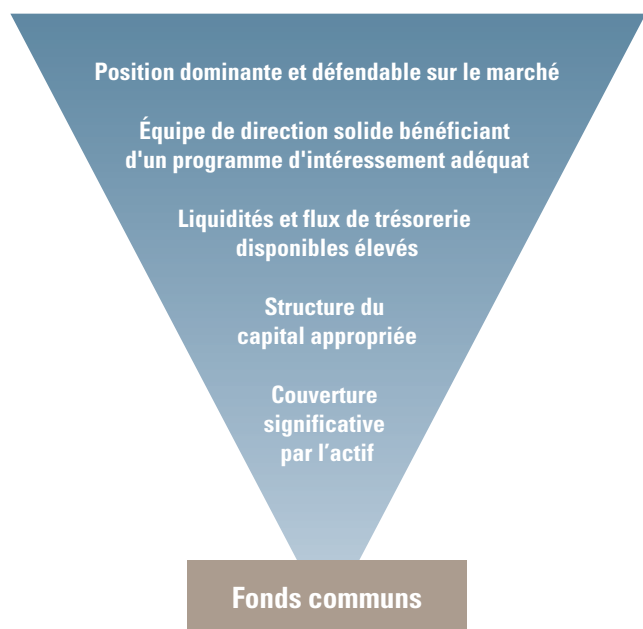 Position dominante et défendable sur le marché
Équipe de direction solide bénéficiant
d'un programme d'intéressement adéquat
Liquidités et flux de trésorerie
disponibles élevés
Structure du
capital appropriée
Couverture
significative
par l’actif
Fonds communs